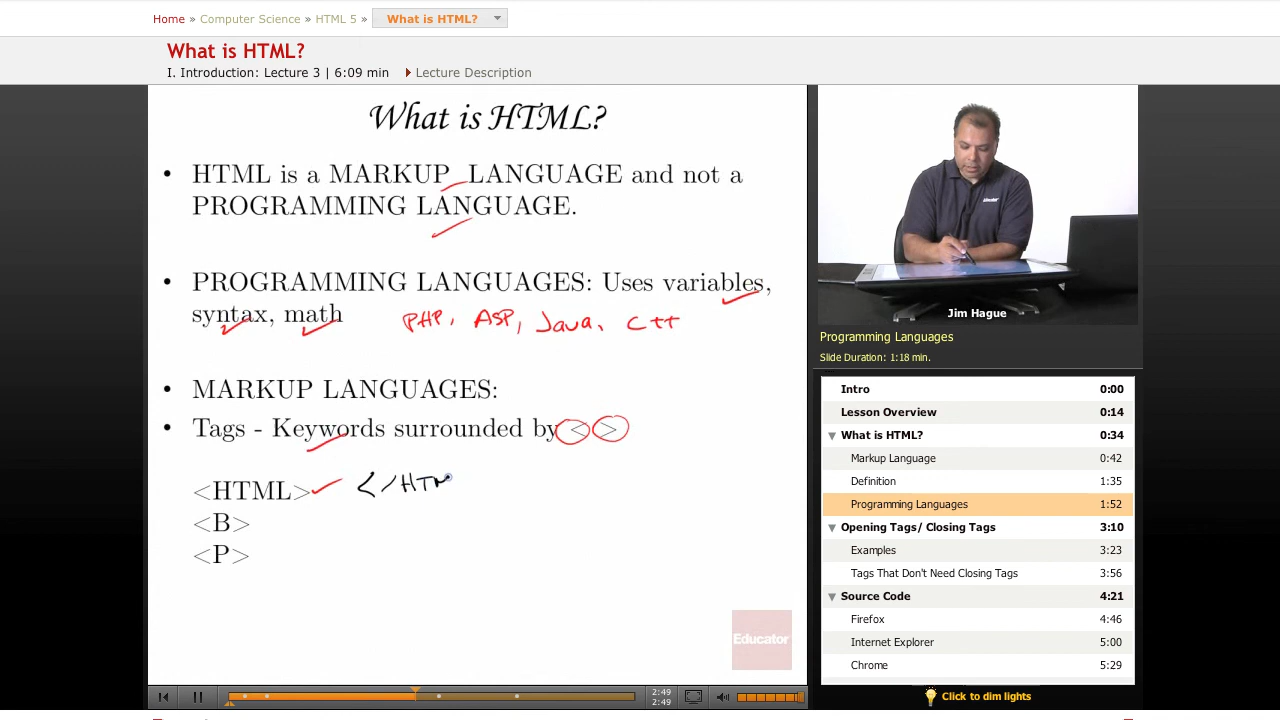 Home » Computer Science » HTML 5 » What is HTML?
What is HTML?
I. Introduction: Lecture 3 | 6:09 min Lecture Description
What is HTML?
• HTML is a MARKUP LANGUAGE and not a
PROGRAMMING LANGUAGE.
• PROGRAMMING LANGUAGES: Uses variables,
syntax, math PHP, ASP, Java, C++
• MARKUP LANGUAGES:
• Tags - Keywords surrounded by < >
<HTML> </HTM
<B>
<P>
Educator
Educator
Jim Hague
Programming Languages
Slide Duration: 1:18 min.
Intro 0:00
Lesson Overview 0:14
What is HTML? 0:34
Markup Language 0:42
Definition 1:35
Programming Languages 1:52
Opening Tags/ Closing Tags 3:10
Examples 3:23
Tags That Don't Need Closing Tags 3:56
Source Code 4:21
Firefox 4:46
Internet Explorer 5:00
Chrome 5:29
2:49
2:49
Click to dim lights